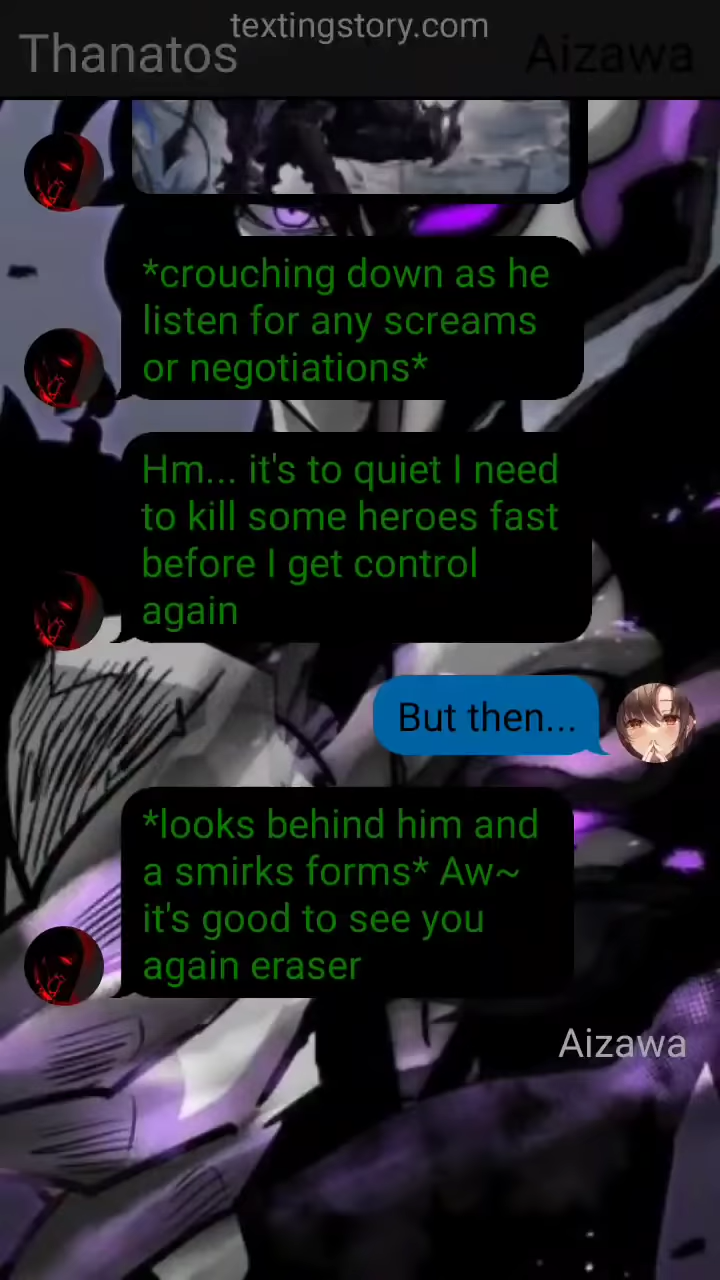 textingstory.com
Thanatos
Aizawa
*crouching down as he
listen for any screams
or negotiations*
Hm... it's to quiet I need
to kill some heroes fast
before I get control
again
But then...
*looks behind him and
a smirks forms* Aw~
it's good to see you
again eraser
Aizawa